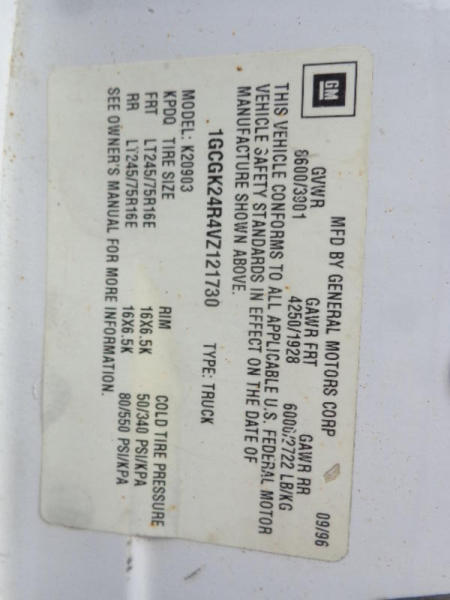 GM
MFD BY GENERAL MOTORS CORP 09/96
GVWR GAWR FRT GAWR RR
8600/3901 4250/1928 6000/2722 LB/KG
THIS VEHICLE CONFORMS TO ALL APPLICABLE U.S. FEDERAL MOTOR
VEHICLE SAFETY STANDARDS IN EFFECT ON THE DATE OF
MANUFACTURE SHOWN ABOVE.
1GCGK24R4VZ121730 TYPE: TRUCK
MODEL: K20903
KPDQ TIRE SIZE RIM COLD TIRE PRESSURE
FRT LT245/75R16E 16X6.5K 50/340 PSI/KPA
RR LT245/75R16E 16X6.5K 80/550 PSI/KPA
SEE OWNER'S MANUAL FOR MORE INFORMATION.